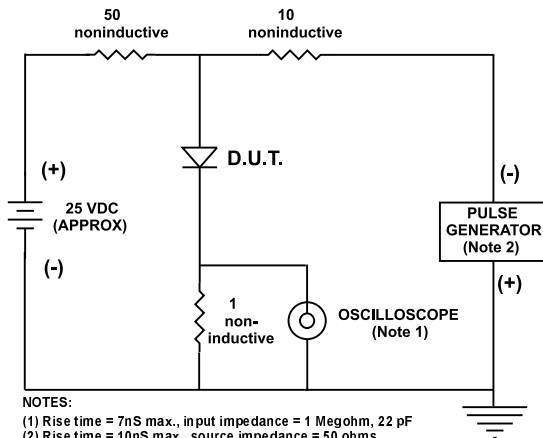 50
noninductive
10
noninductive
(+)
D.U.T.
(-)
25 VDC
(APPROX)
PULSE
GENERATOR
(Note 2)
(-)
(+)
1
non-
inductive
OSCILLOSCOPE
(Note 1)
NOTES:
(1) Rise time = 7nS max., input impedance = 1 Megohm, 22 pF
(2) Rise time = 10nS max., source impedance = 50 ohms